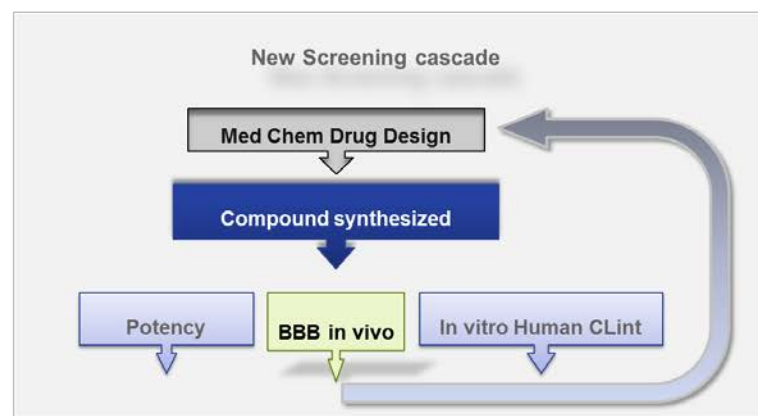 New Screening cascade
Med Chem Drug Design
Compound synthesized
Potency
BBB in vivo
In vitro Human CLint